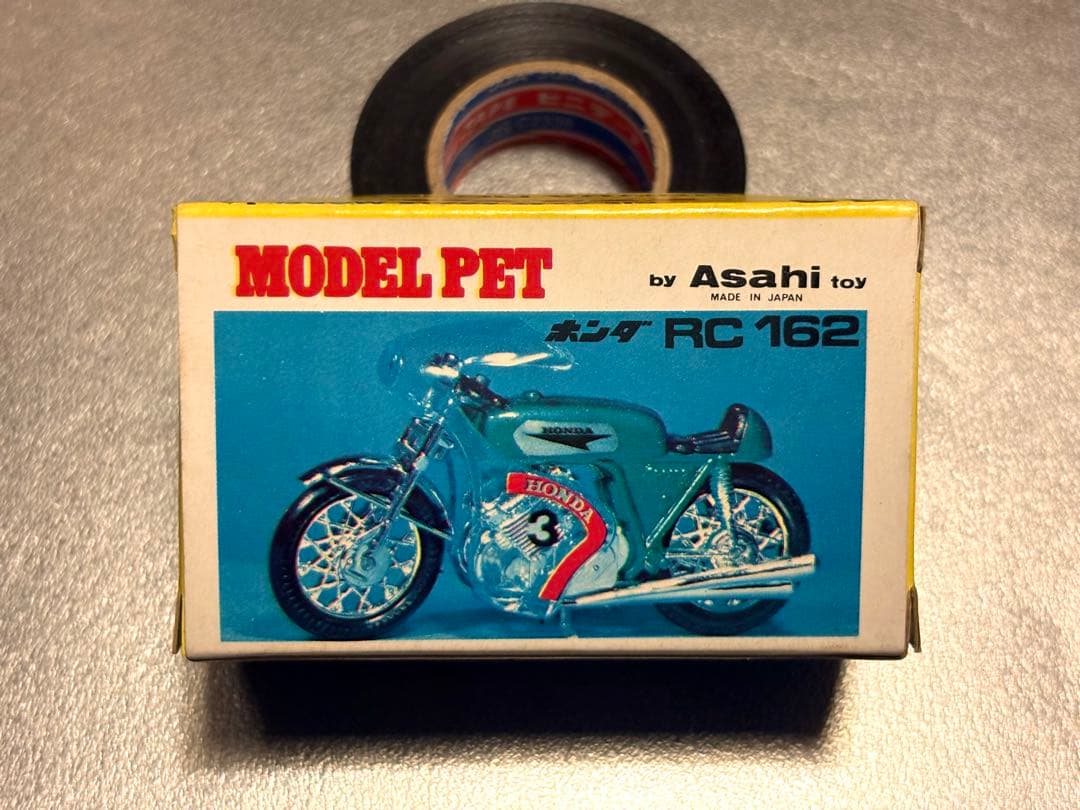 MODEL PET
by Asahi toy
MADE IN JAPAN
ホンダ RC 162
HONDA
HONDA
3